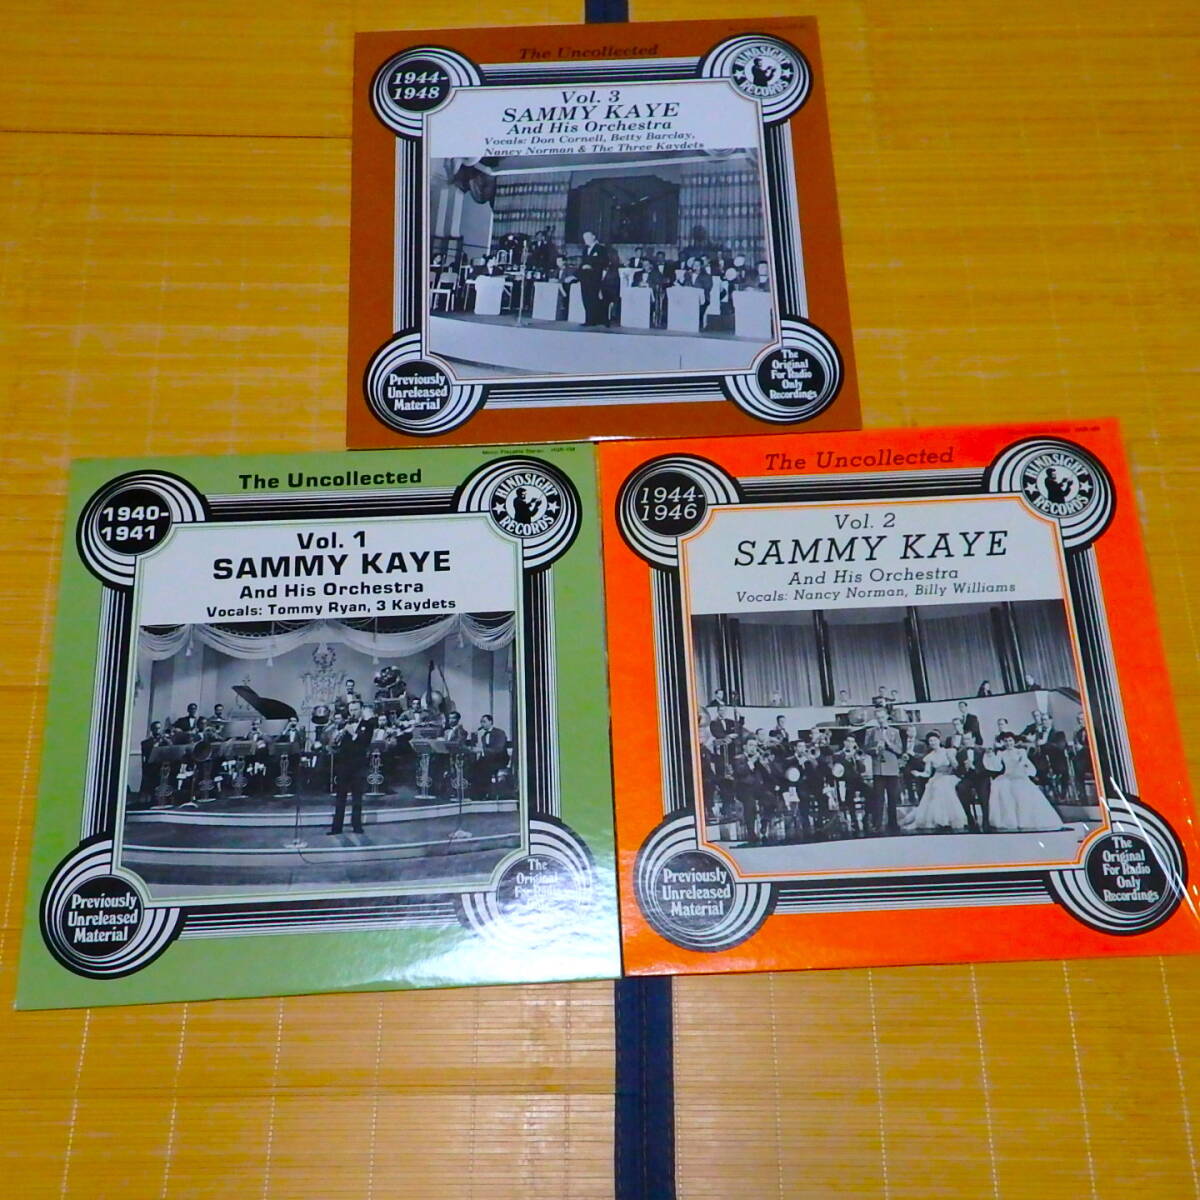 The Uncollected
1944-
1948
HINDSIGHT
RECORDS
Vol. 3
SAMMY KAYE
And His Orchestra
Vocals: Don Cornell, Betty Barclay,
Nancy Norman & The Three Kaydets
Previously
Unreleased
Material
The
Original
For Radio
Only
Recordings
The Uncollected
1940-
1941
HINDSIGHT
RECORDS
Vol. 1
SAMMY KAYE
And His Orchestra
Vocals: Tommy Ryan, 3 Kaydets
Previously
Unreleased
Material
The
Original
For Radio
The Uncollected
1944-
1946
HINDSIGHT
RECORDS
Vol. 2
SAMMY KAYE
And His Orchestra
Vocals: Nancy Norman, Billy Williams
Previously
Unreleased
Material
The
Original
For Radio
Only
Recordings